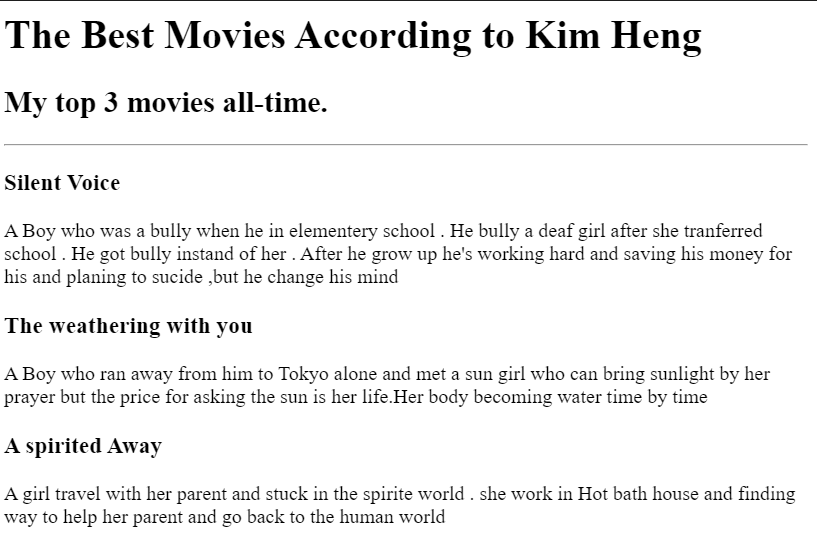 The Best Movies According to Kim Heng
My top 3 movies all-time.
Silent Voice
A Boy who was a bully when he in elementery school . He bully a deaf girl after she tranferred
school . He got bully instand of her . After he grow up he's working hard and saving his money for
his and planing to sucide ,but he change his mind
The weathering with you
A Boy who ran away from him to Tokyo alone and met a sun girl who can bring sunlight by her
prayer but the price for asking the sun is her life.Her body becoming water time by time
A spirited Away
A girl travel with her parent and stuck in the spirite world . she work in Hot bath house and finding
way to help her parent and go back to the human world